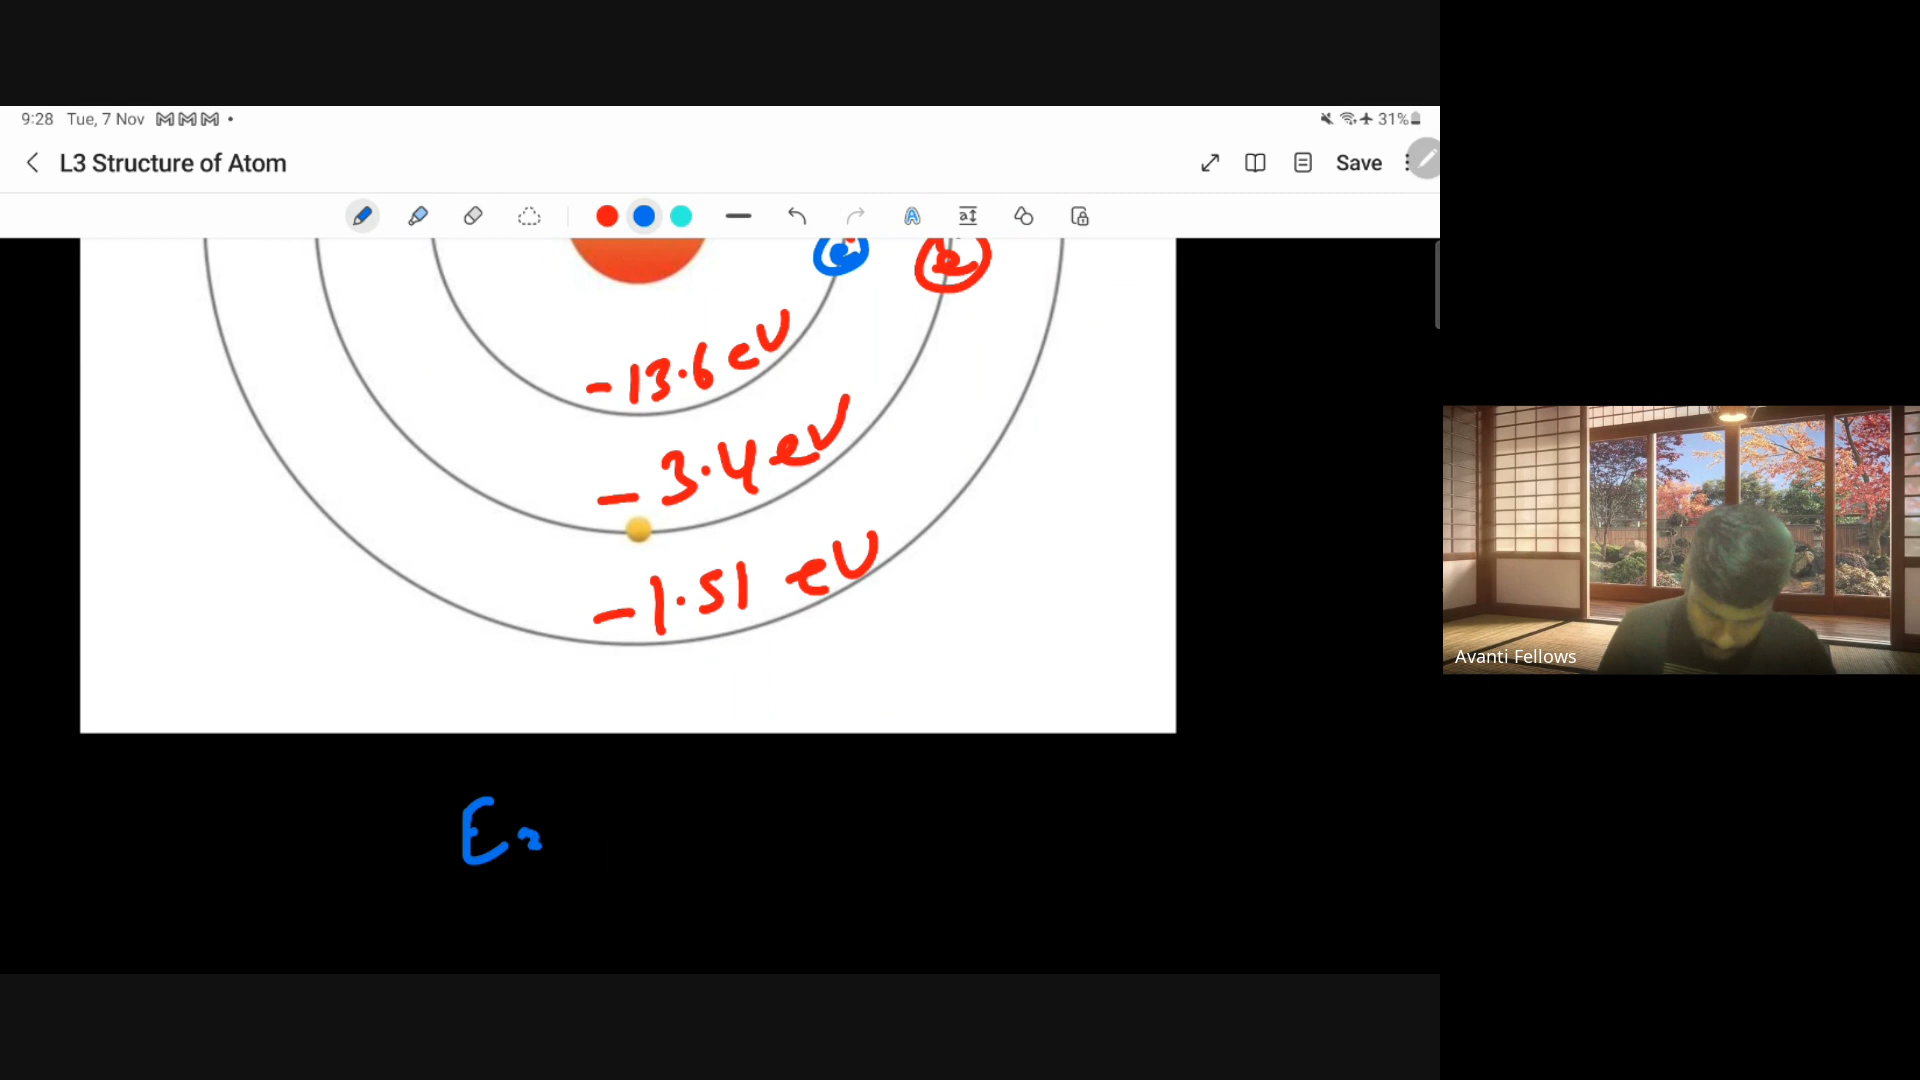 9:28 Tue, 7 Nov
31%
L3 Structure of Atom
Save
-13.6 eV
-3.4 eV
-1.51 eV
Avanti Fellows